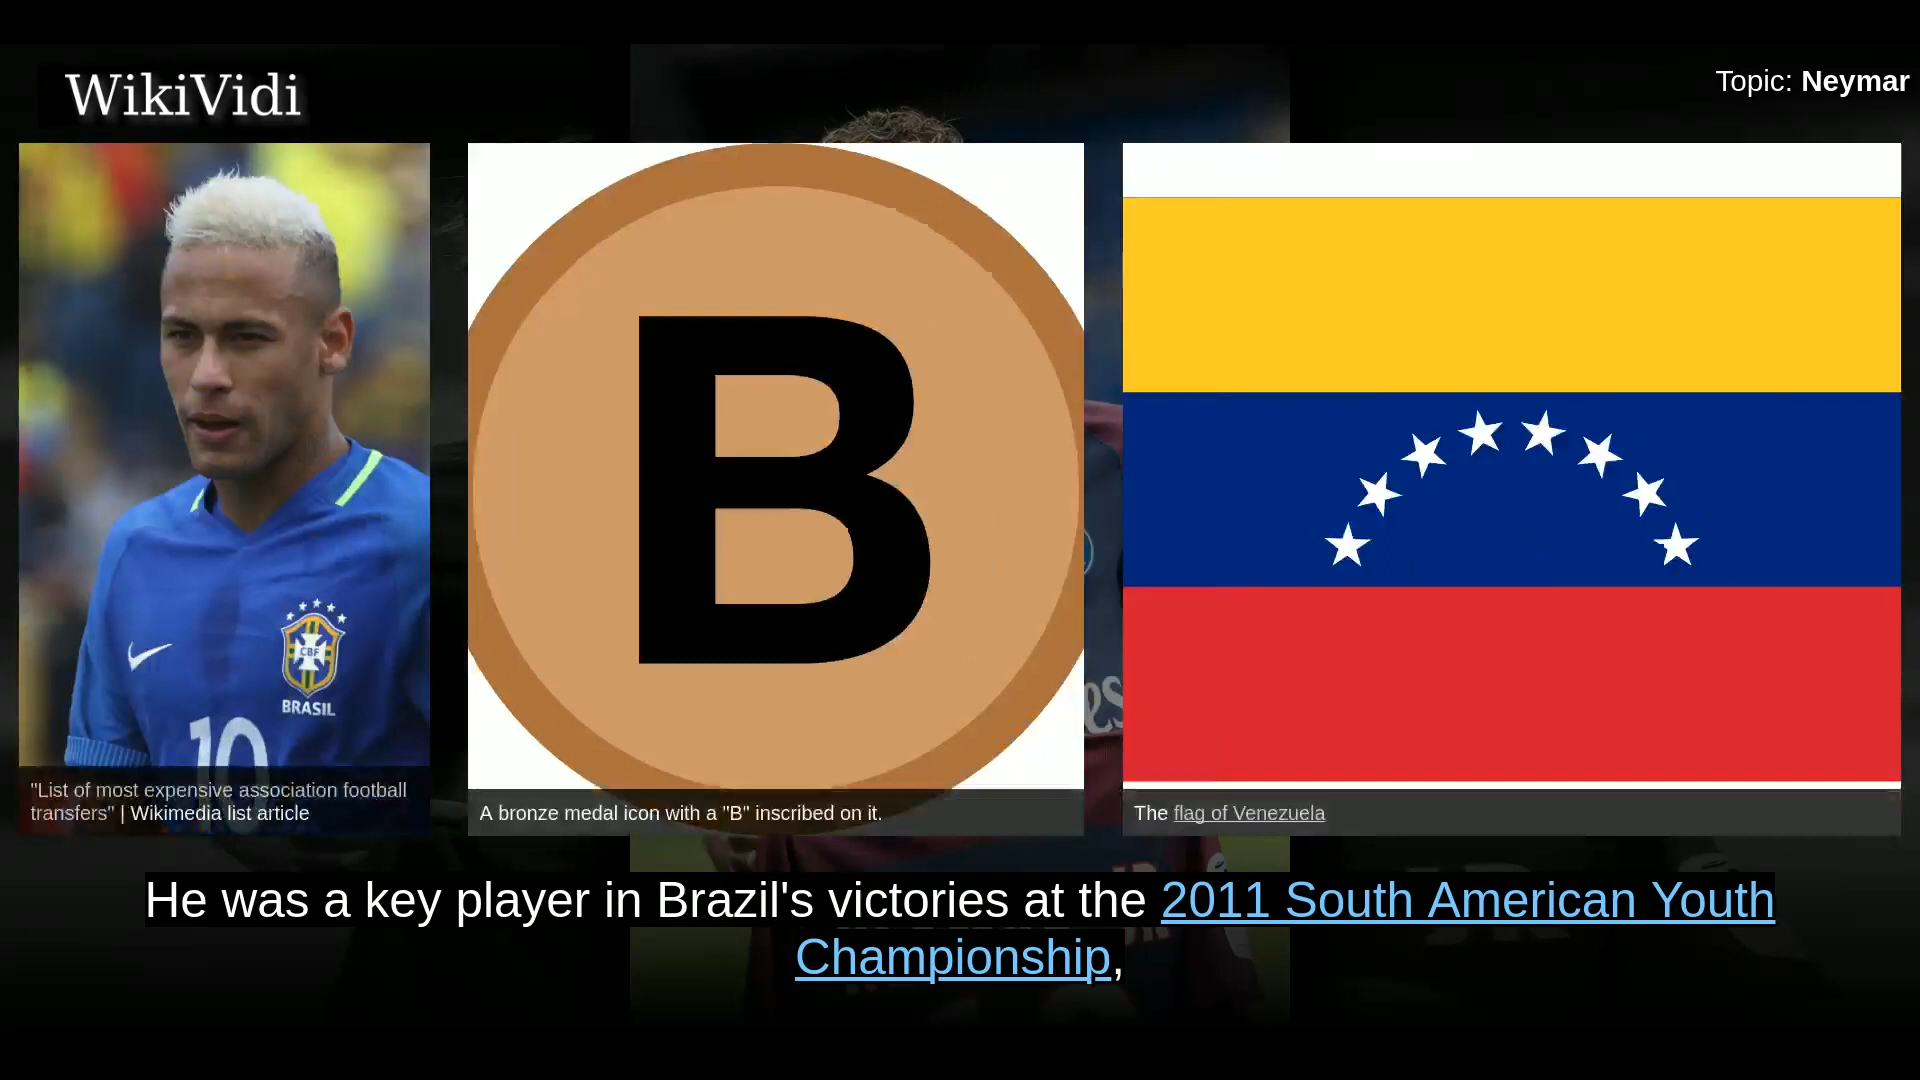 WikiVidi
Topic: Neymar
BRASIL
CBF
10
"List of most expensive association football
transfers" | Wikimedia list article
B
A bronze medal icon with a "B" inscribed on it.
The flag of Venezuela
He was a key player in Brazil's victories at the 2011 South American Youth
Championship,